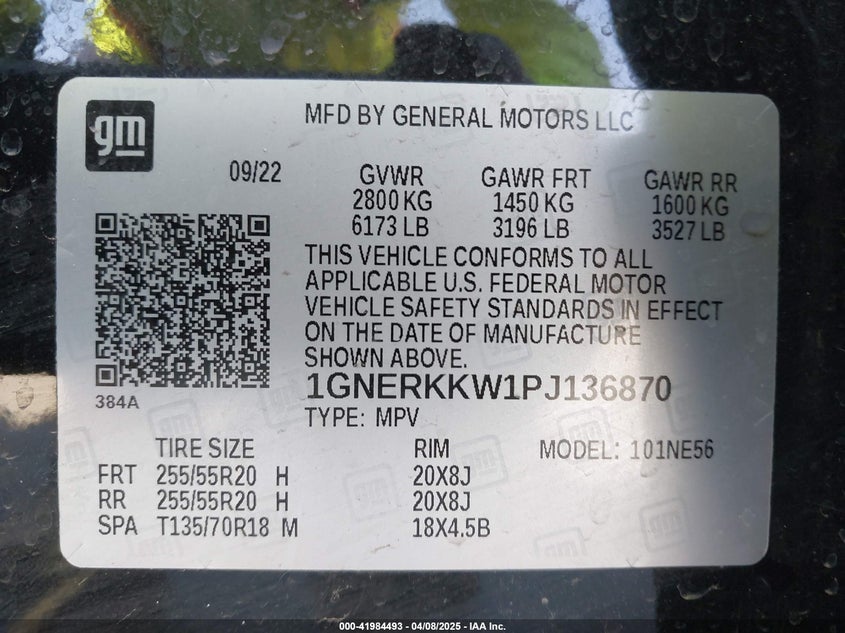 gm
MFD BY GENERAL MOTORS LLC
09/22
GVWR GAWR FRT GAWR RR
2800 KG 1450 KG 1600 KG
6173 LB 3196 LB 3527 LB
THIS VEHICLE CONFORMS TO ALL
APPLICABLE U.S. FEDERAL MOTOR
VEHICLE SAFETY STANDARDS IN EFFECT
ON THE DATE OF MANUFACTURE
SHOWN ABOVE.
1GNERKKW1PJ136870
384A
TYPE: MPV
TIRE SIZE RIM MODEL: 101NE56
FRT 255/55R20 H 20X8J
RR 255/55R20 H 20X8J
SPA T135/70R18 M 18X4.5B
000-41984493 - 04/08/2025 - IAA Inc.